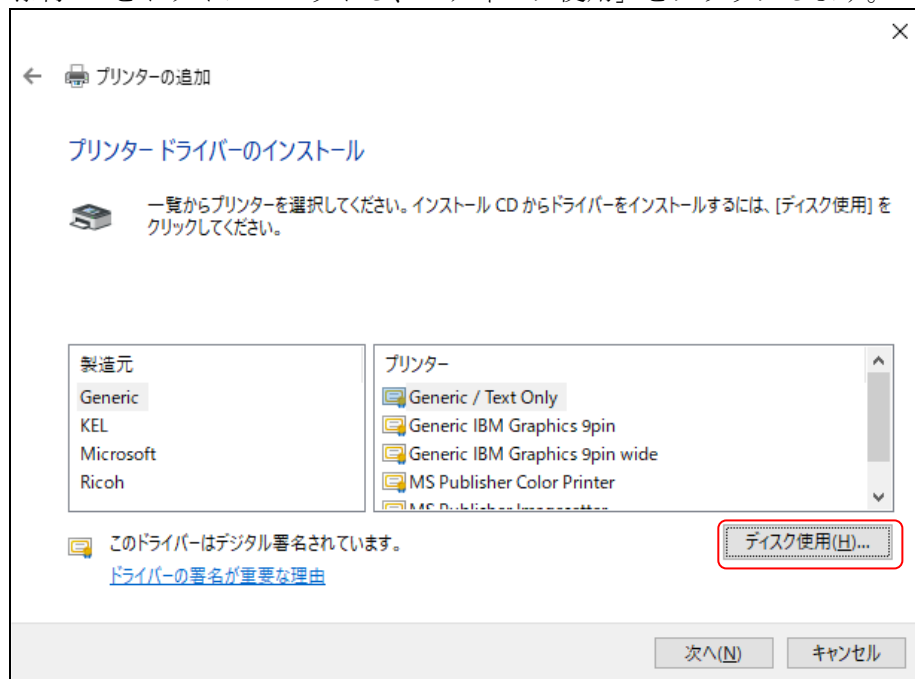 プリンターの追加
プリンター ドライバーのインストール
一覧からプリンターを選択してください。インストール CD からドライバーをインストールするには、[ディスク使用] を
クリックしてください。
製造元
Generic
KEL
Microsoft
Ricoh
プリンター
Generic / Text Only
Generic IBM Graphics 9pin
Generic IBM Graphics 9pin wide
MS Publisher Color Printer
MS Publisher Imagesetter
このドライバーはデジタル署名されています。
ディスク使用(H)...
ドライバーの署名が重要な理由
次へ(N)
キャンセル